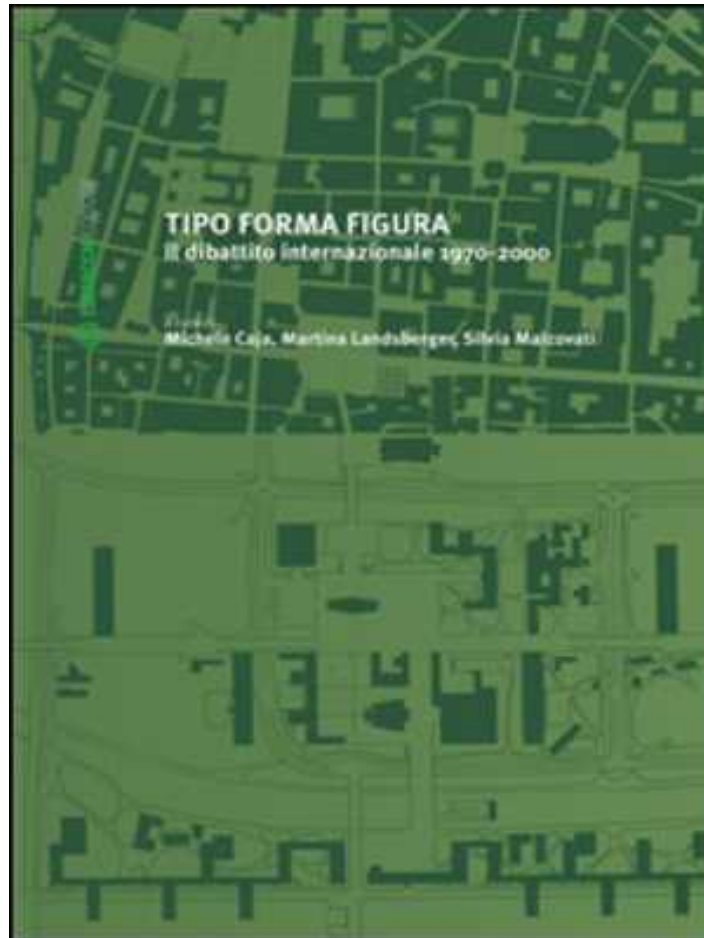 TIPO FORMA FIGURA
Il dibattito internazionale 1970-2000
Michele Caja, Martina Landsberger, Silvia Malcovati